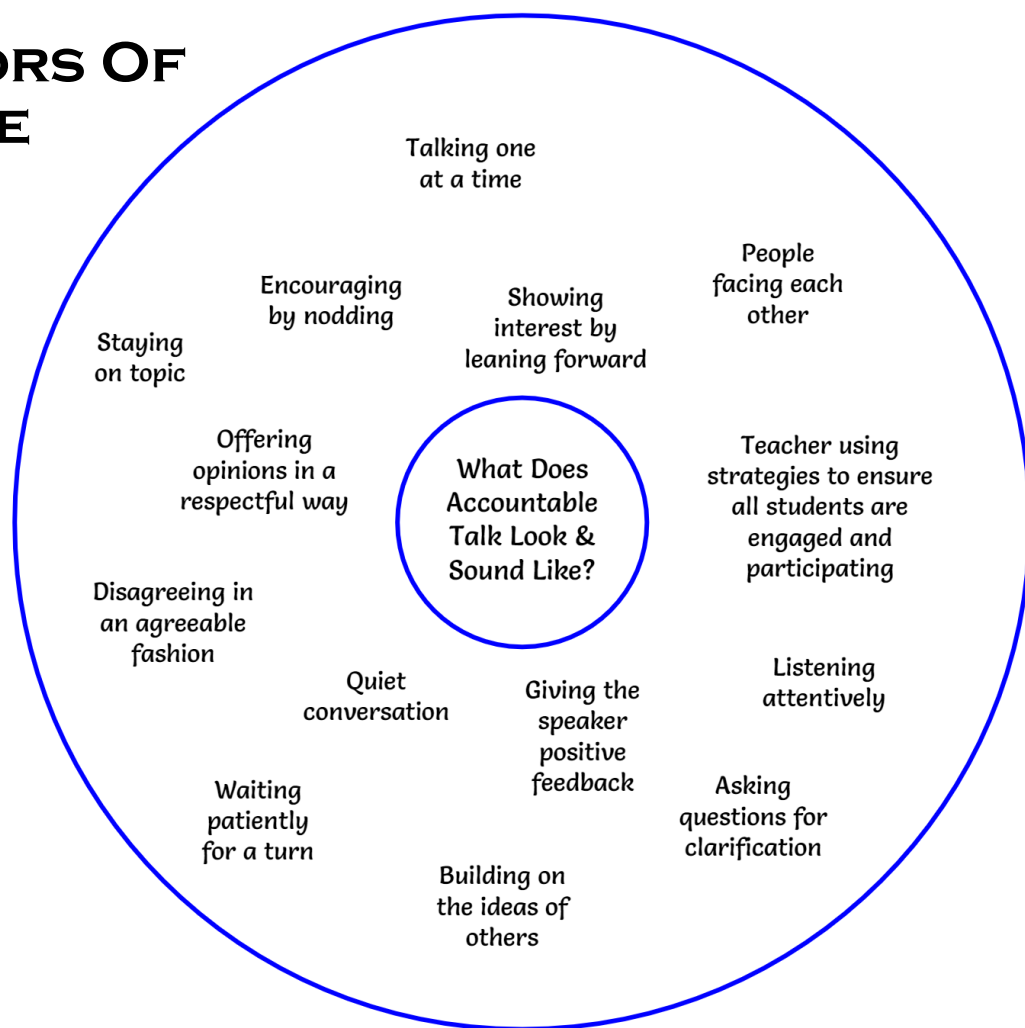 ORS OF
E
Talking one
at a time
People
facing each
other
Encouraging
by nodding
Showing
interest by
leaning forward
Staying
on topic
Offering
opinions in a
respectful way
What Does
Accountable
Talk Look &
Sound Like?
Teacher using
strategies to ensure
all students are
engaged and
participating
Disagreeing in
an agreeable
fashion
Listening
attentively
Quiet
conversation
Giving the
speaker
positive
feedback
Waiting
patiently
for a turn
Asking
questions for
clarification
Building on
the ideas of
others